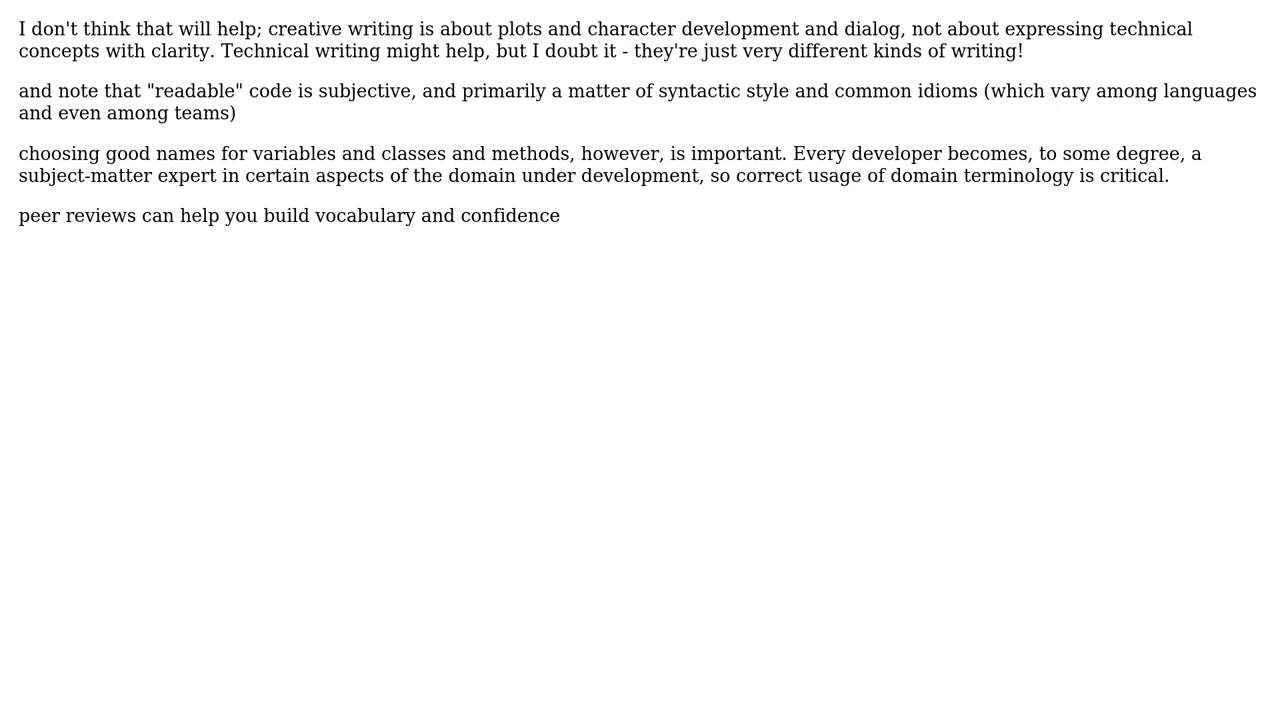 I don't think that will help; creative writing is about plots and character development and dialog, not about expressing technical
concepts with clarity. Technical writing might help, but I doubt it - they're just very different kinds of writing!
and note that "readable" code is subjective, and primarily a matter of syntactic style and common idioms (which vary among languages
and even among teams)
choosing good names for variables and classes and methods, however, is important. Every developer becomes, to some degree, a
subject-matter expert in certain aspects of the domain under development, so correct usage of domain terminology is critical.
peer reviews can help you build vocabulary and confidence